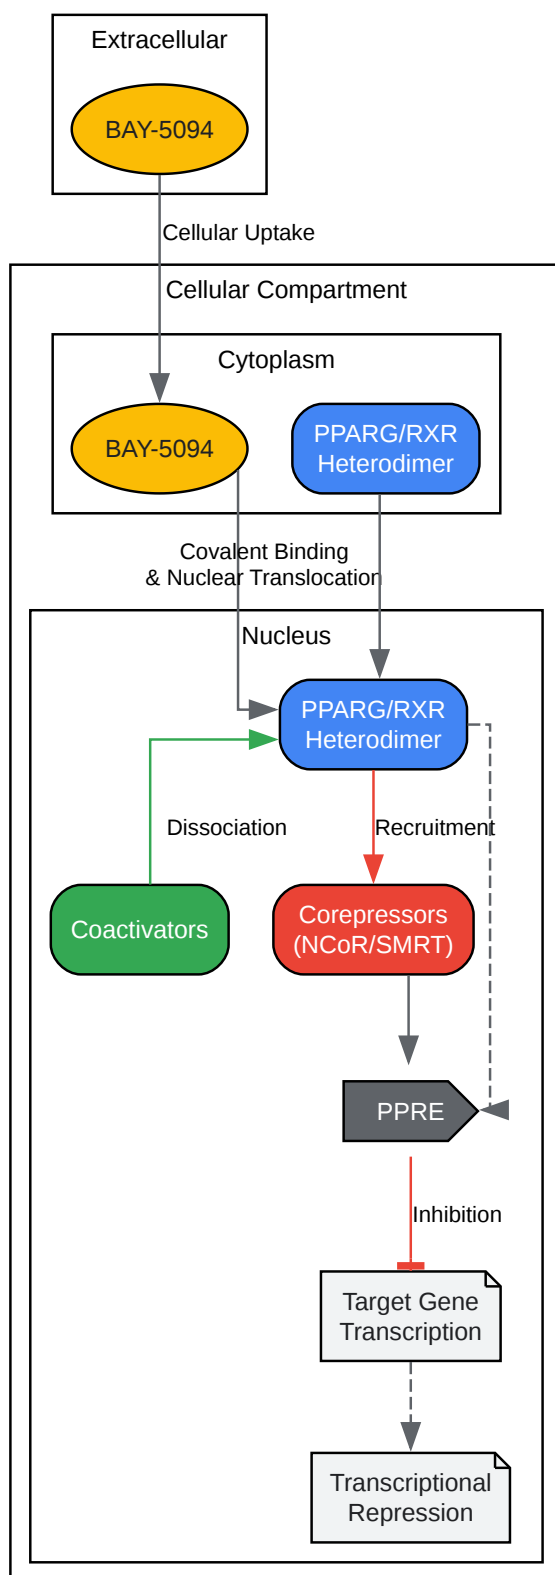 Extracellular
BAY-5094
Cellular Uptake
Cellular Compartment
Cytoplasm
BAY-5094
PPARG/RXR
Heterodimer
Covalent Binding
& Nuclear Translocation
Nucleus
PPARG/RXR
Heterodimer
Dissociation
Recruitment
Coactivators
Corepressors
(NCoR/SMRT)
PPRE
Inhibition
Target Gene
Transcription
Transcriptional
Repression